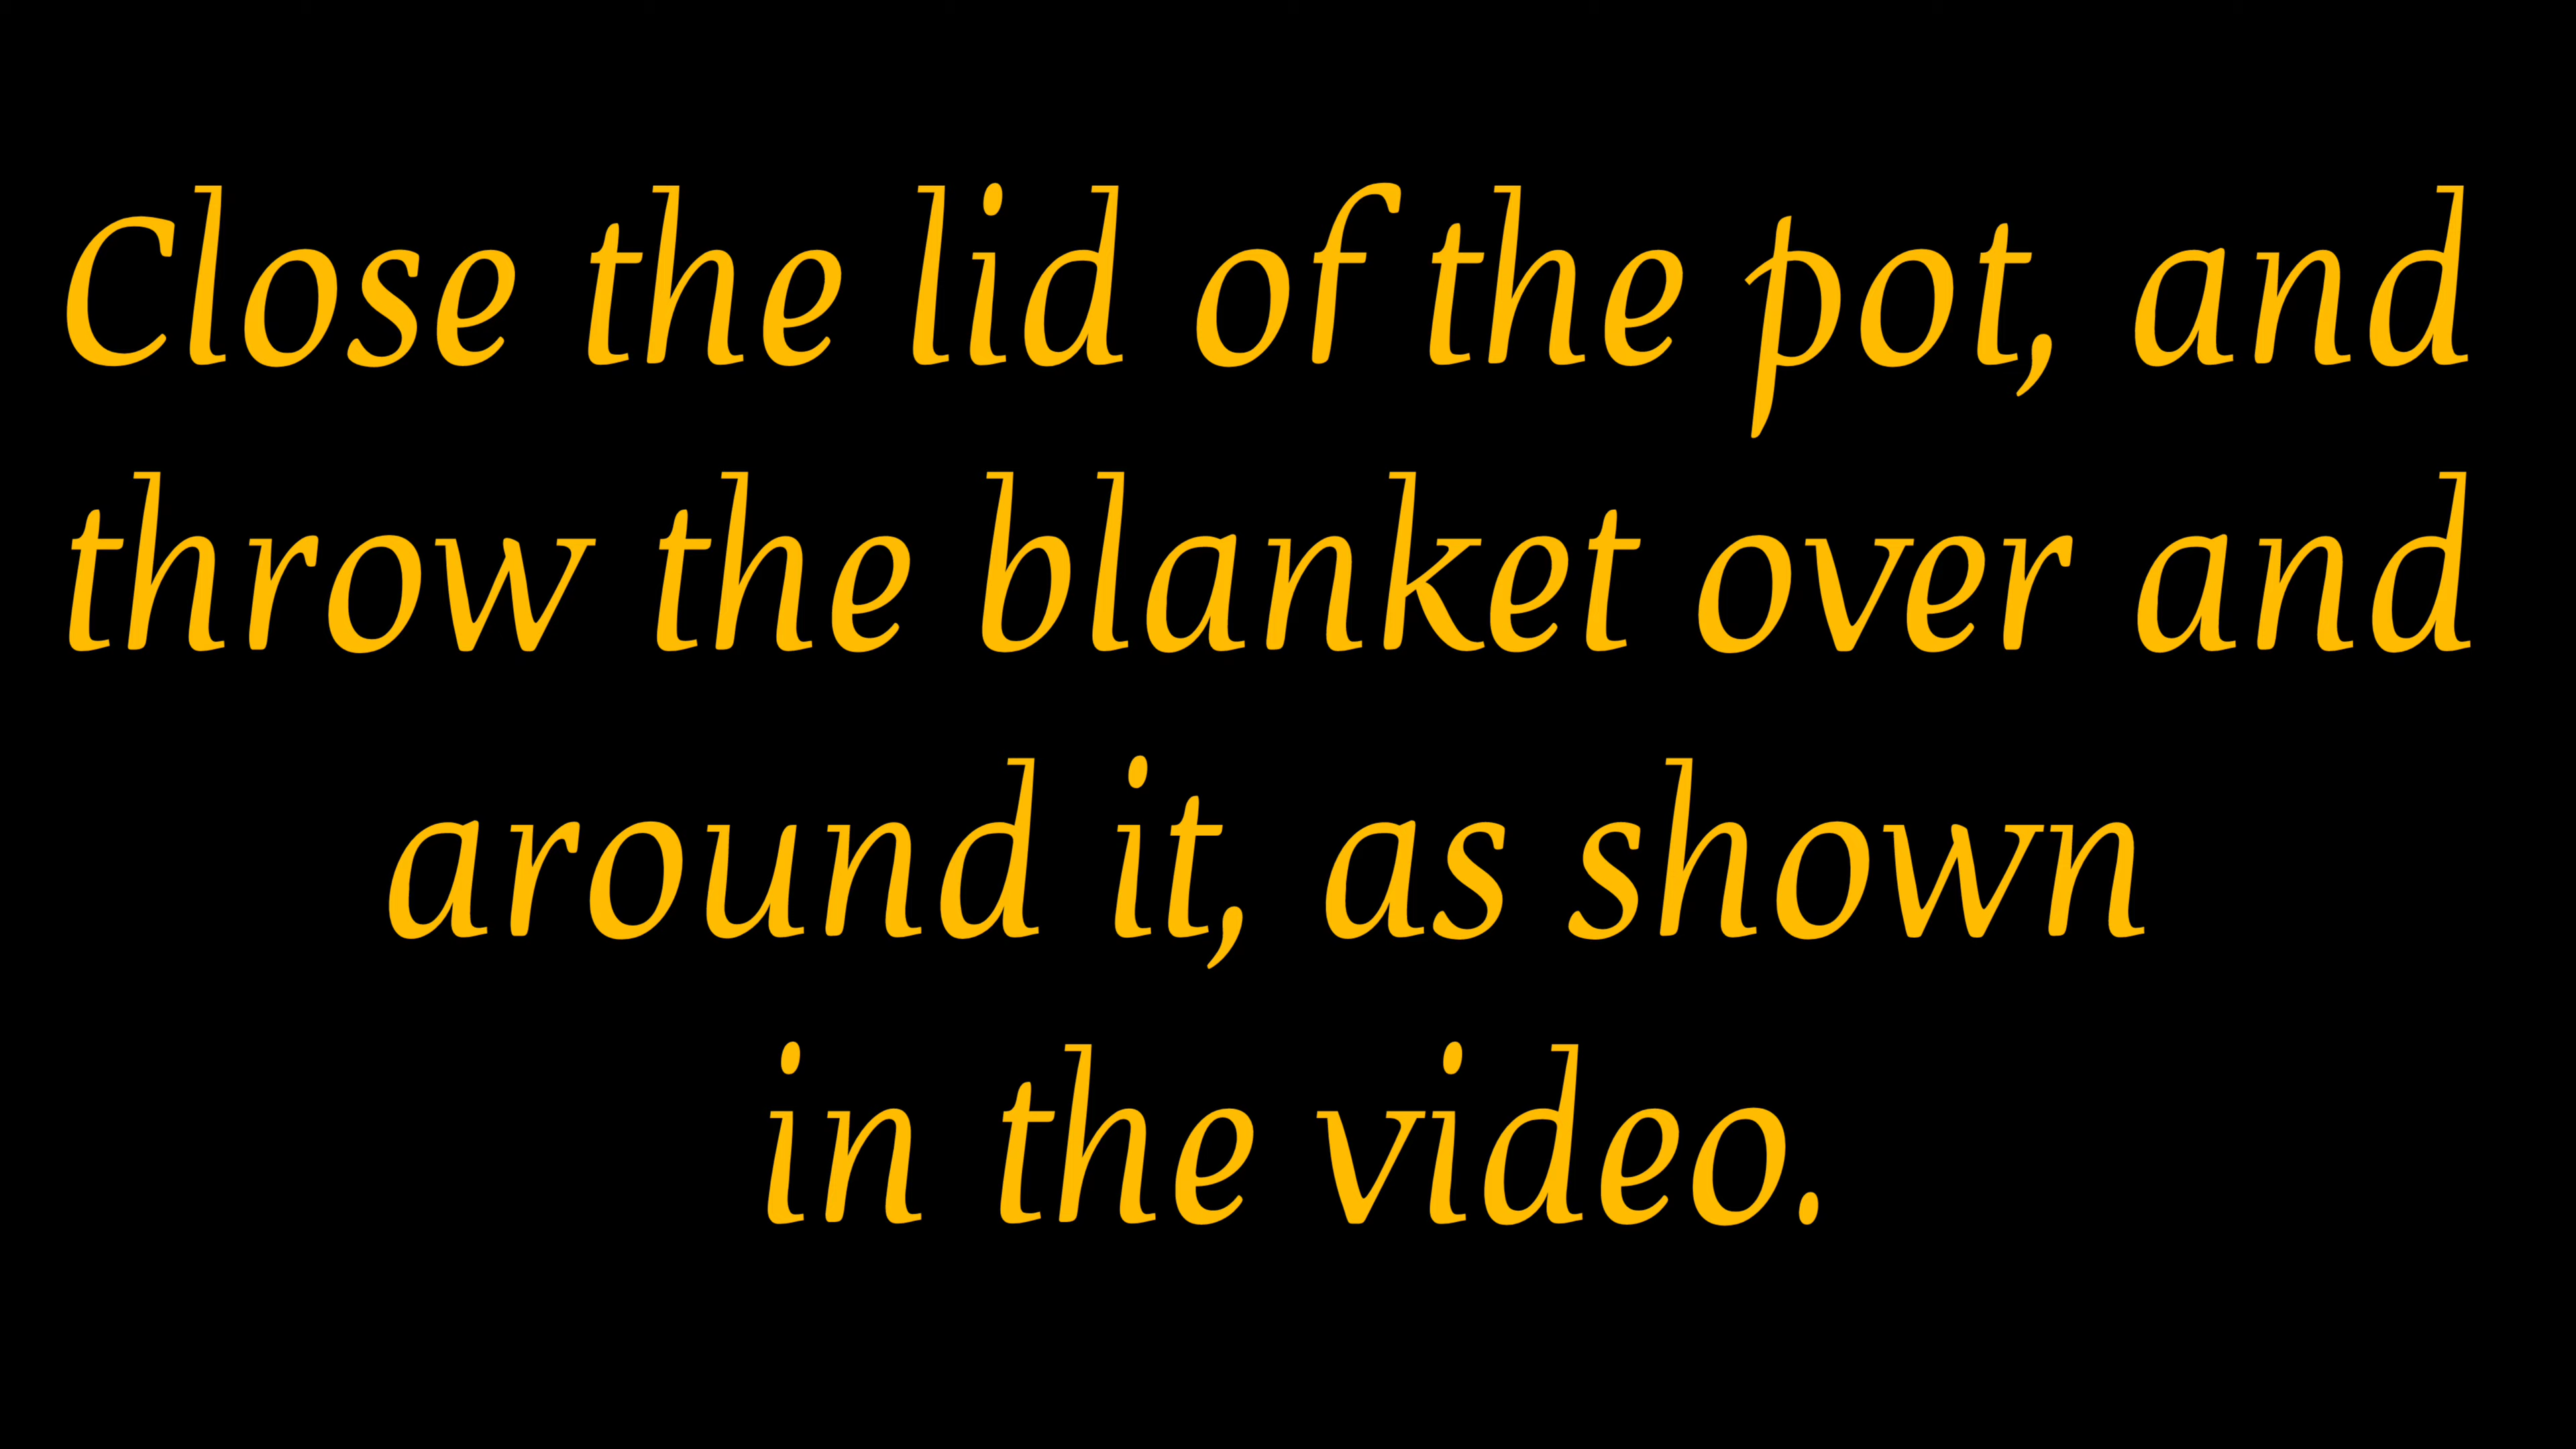 Close the lid of the pot, and
throw the blanket over and
around it, as shown
in the video.